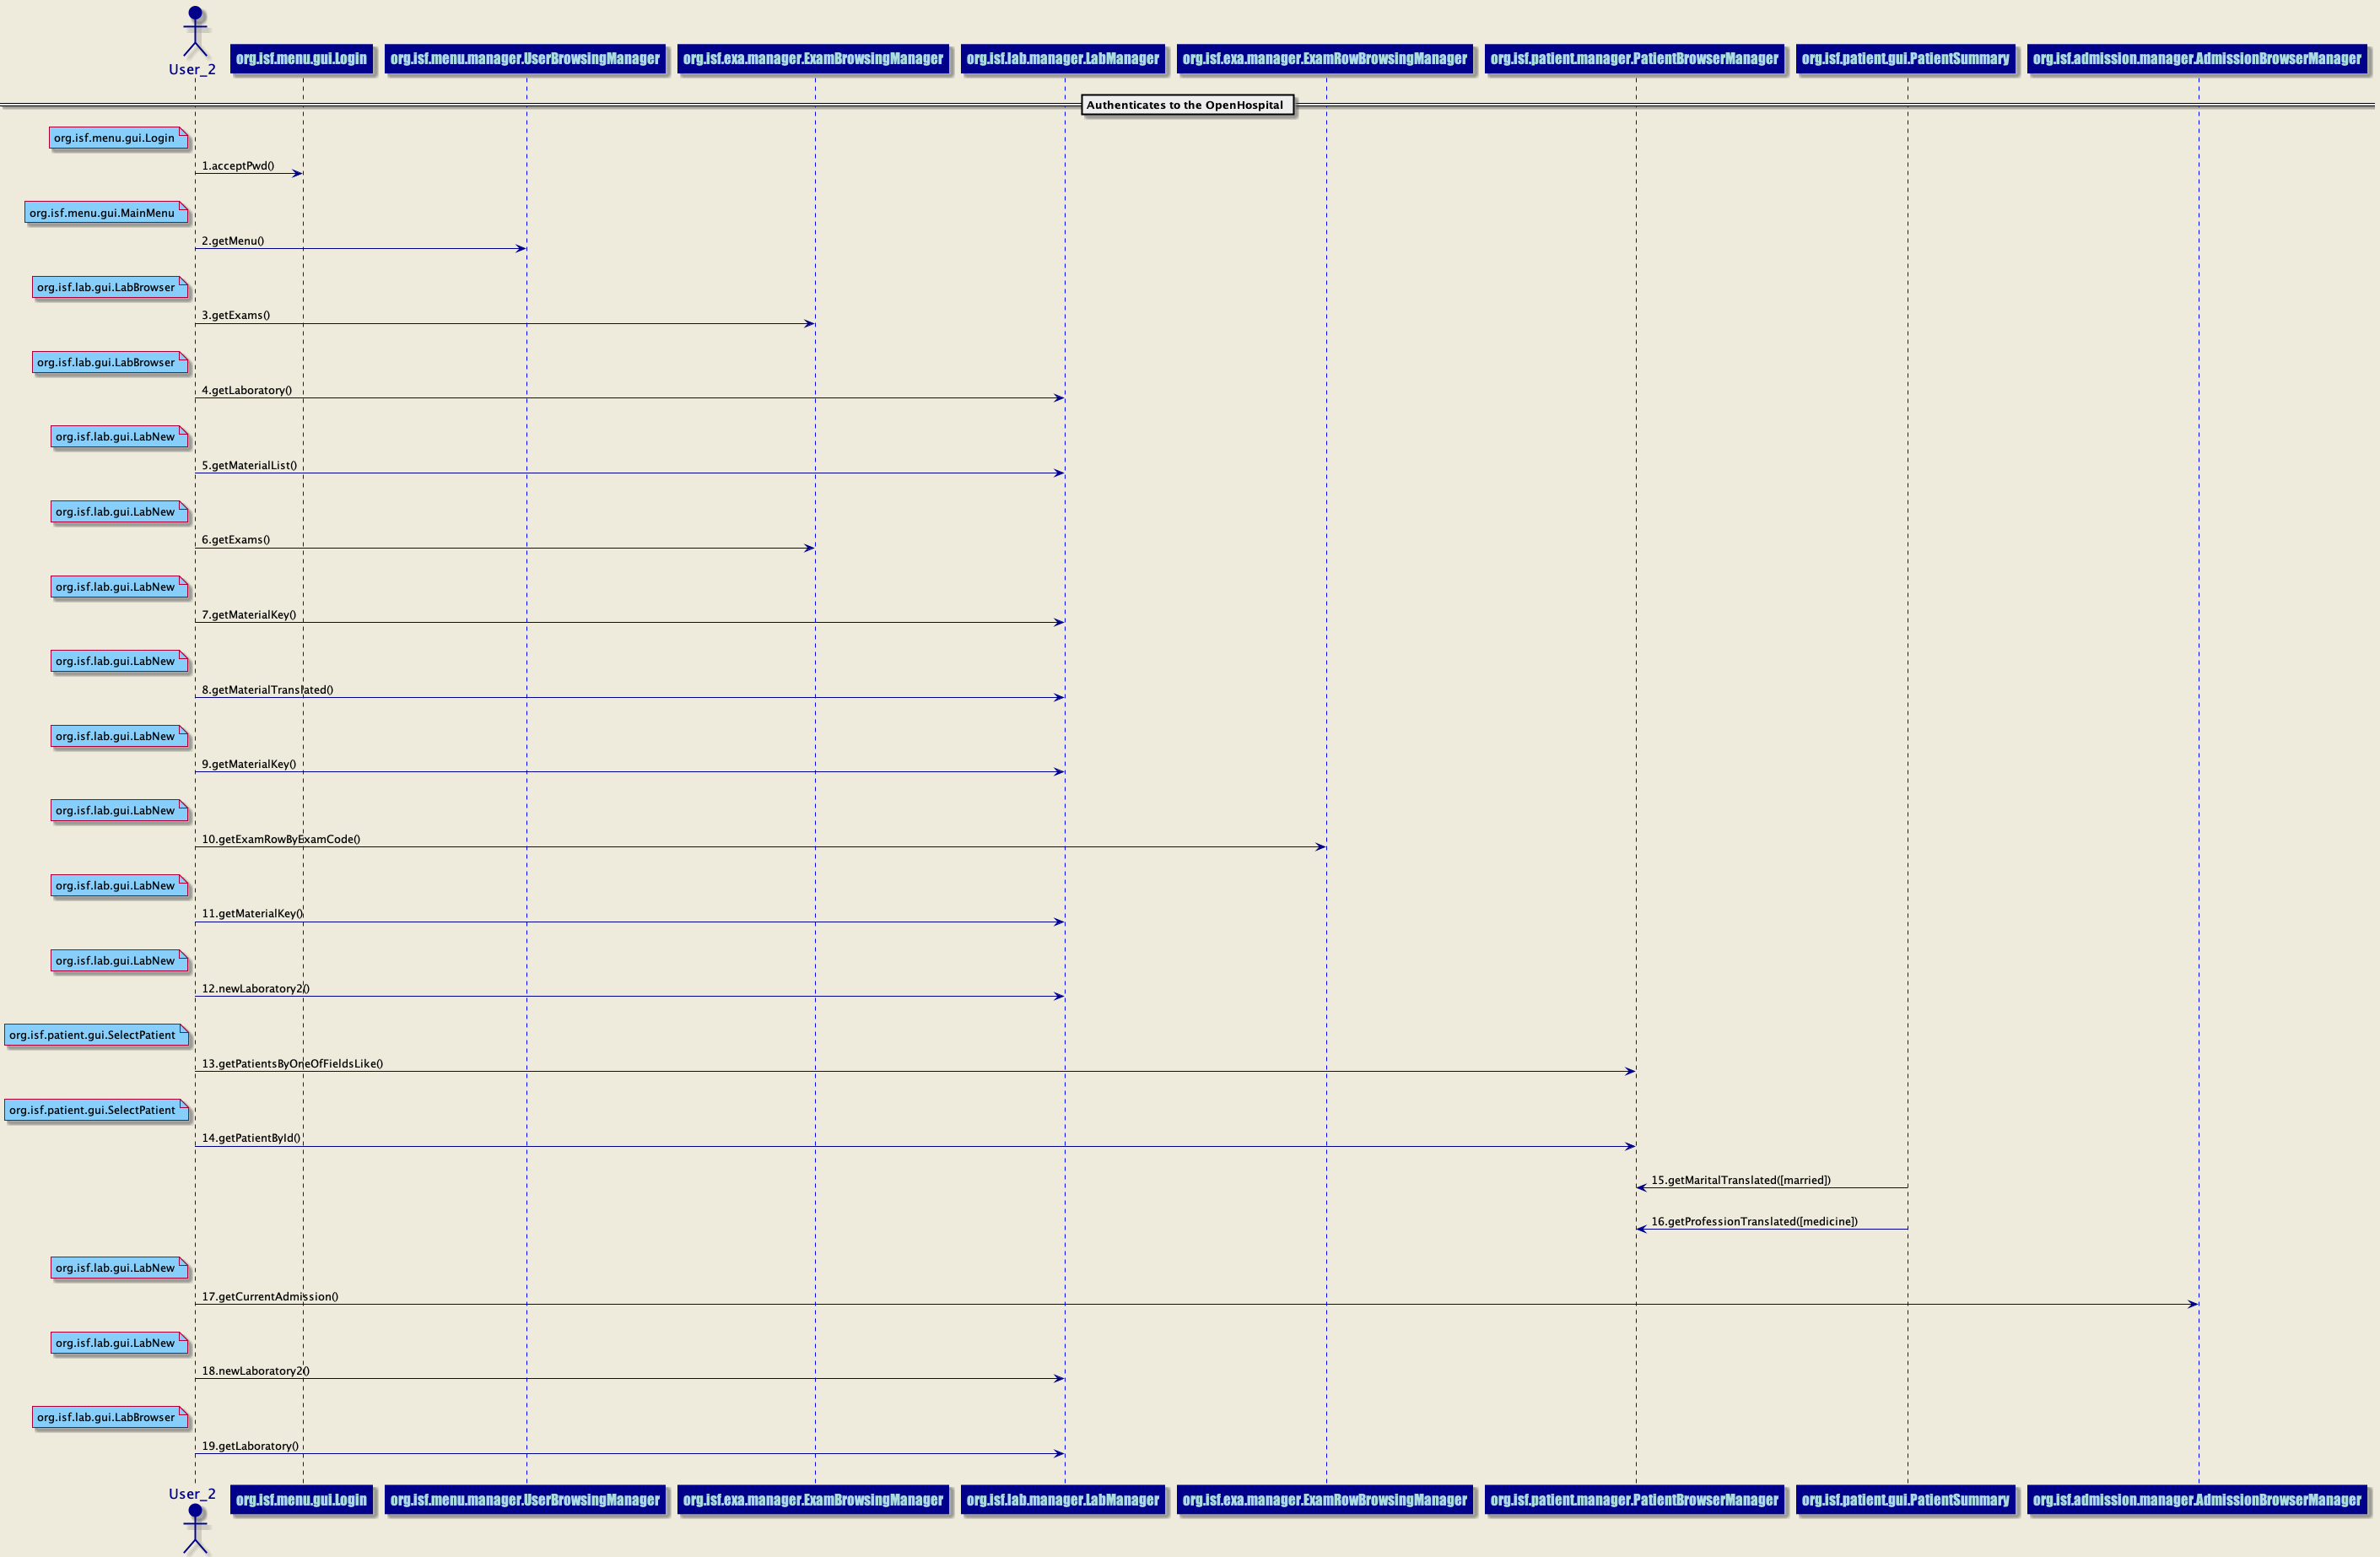 User_2
org.isf.menu.gui.Login
org.isf.menu.manager.UserBrowsingManager
org.isf.exa.manager.ExamBrowsingManager
org.isf.lab.manager.LabManager
org.isf.exa.manager.ExamRowBrowsingManager
org.isf.patient.manager.PatientBrowserManager
org.isf.patient.gui.PatientSummary
org.isf.admission.manager.AdmissionBrowserManager
Authenticates to the OpenHospital
org.isf.menu.gui.Login
1.acceptPwd()
org.isf.menu.gui.MainMenu
2.getMenu()
org.isf.lab.gui.LabBrowser
3.getExams()
org.isf.lab.gui.LabBrowser
4.getLaboratory()
org.isf.lab.gui.LabNew
5.getMaterialList()
org.isf.lab.gui.LabNew
6.getExams()
org.isf.lab.gui.LabNew
7.getMaterialKey()
org.isf.lab.gui.LabNew
8.getMaterialTranslated()
org.isf.lab.gui.LabNew
9.getMaterialKey()
org.isf.lab.gui.LabNew
10.getExamRowByExamCode()
org.isf.lab.gui.LabNew
11.getMaterialKey()
org.isf.lab.gui.LabNew
12.newLaboratory2()
org.isf.patient.gui.SelectPatient
13.getPatientsByOneOfFieldsLike()
org.isf.patient.gui.SelectPatient
14.getPatientById()
15.getMaritalTranslated([married])
16.getProfessionTranslated([medicine])
org.isf.lab.gui.LabNew
17.getCurrentAdmission()
org.isf.lab.gui.LabNew
18.newLaboratory2()
org.isf.lab.gui.LabBrowser
19.getLaboratory()
User_2
org.isf.menu.gui.Login
org.isf.menu.manager.UserBrowsingManager
org.isf.exa.manager.ExamBrowsingManager
org.isf.lab.manager.LabManager
org.isf.exa.manager.ExamRowBrowsingManager
org.isf.patient.manager.PatientBrowserManager
org.isf.patient.gui.PatientSummary
org.isf.admission.manager.AdmissionBrowserManager